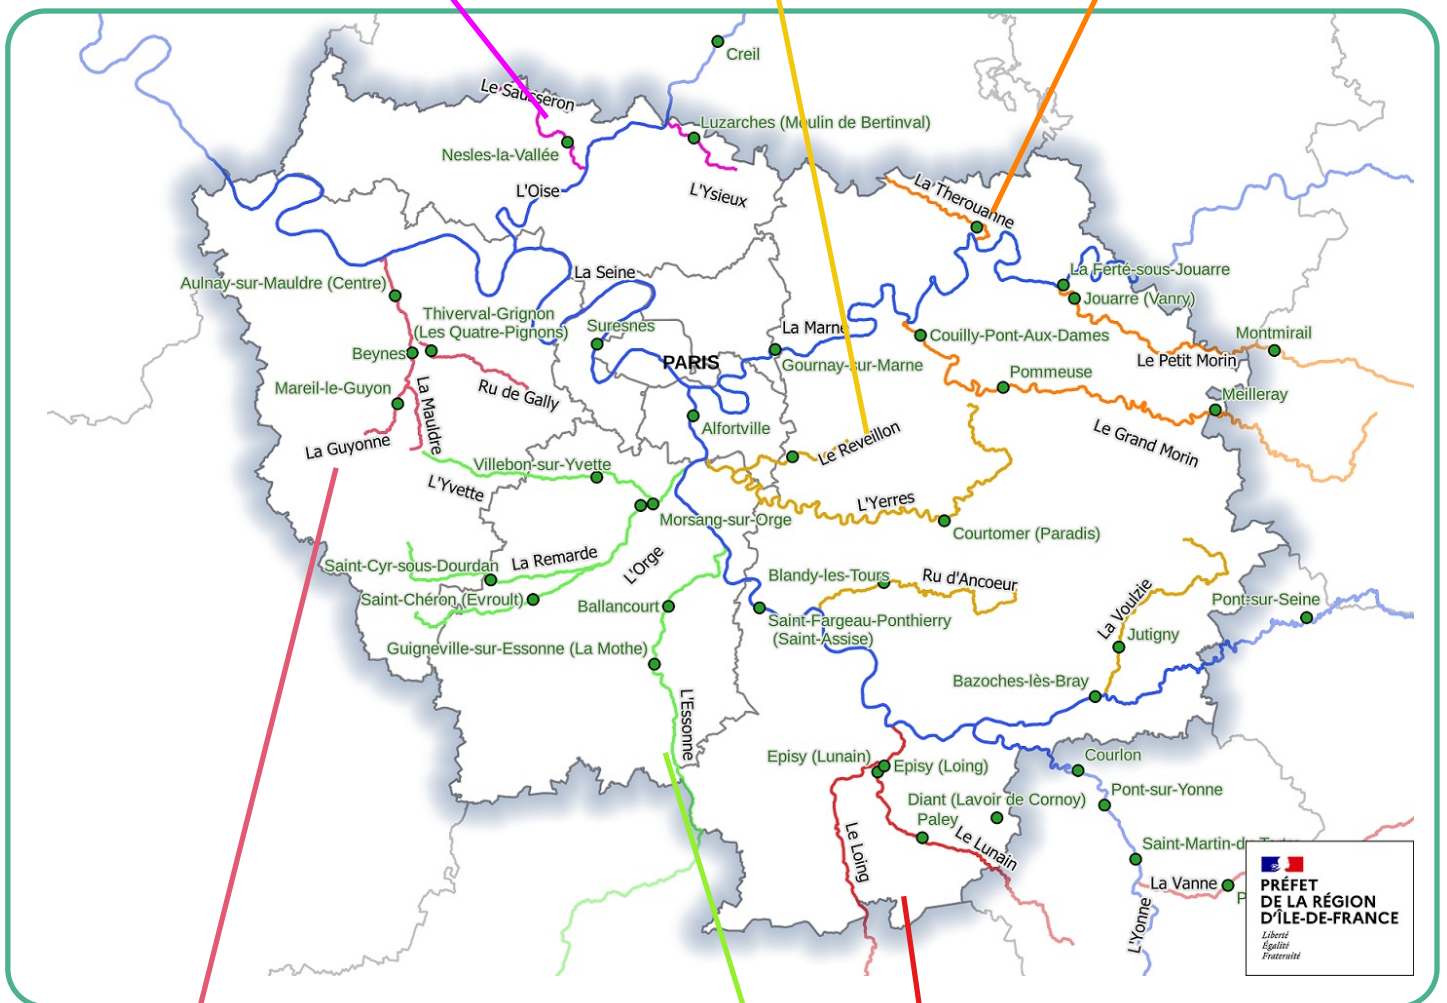 Creil
Le Sausseron
Luzarches (Moulin de Bertinval)
Nesles-la-Vallée
L'Oise
L'Ysieux
La Therouanne
La Seine
La Ferté-sous-Jouarre
Aulnay-sur-Mauldre (Centre)
Jouarre (Vanry)
Thiverval-Grignon
(Les Quatre-Pignons)
Suresnes
La Marne
Couilly-Pont-Aux-Dames
Montmirail
Beynes
PARIS
Gournay-sur-Marne
Le Petit Morin
Pommeuse
Mareil-le-Guyon
La Mauldre
Ru de Gally
Meilleray
Alfortville
La Guyonne
Le Reveillon
Le Grand Morin
Villebon-sur-Yvette
L'Yvette
L'Yerres
Morsang-sur-Orge
Courtomer (Paradis)
La Remarde
L'Orge
Saint-Cyr-sous-Dourdan
Blandy-les-Tours
Ru d'Ancoeur
La Voulzie
Saint-Chéron (Evroult)
Ballancourt
Pont-sur-Seine
Saint-Fargeau-Ponthierry
(Saint-Assise)
Jutigny
Guigneville-sur-Essonne (La Mothe)
Bazoches-lès-Bray
L'Essonne
Episy (Lunain)
Episy (Loing)
Courlon
Pont-sur-Yonne
Diant (Lavoir de Cornoy)
Paley
Le Loing
Le Lunain
La Vanne
L'Yonne
PRÉFET
DE LA RÉGION
D'ÎLE-DE-FRANCE
Liberté
Égalité
Fraternité